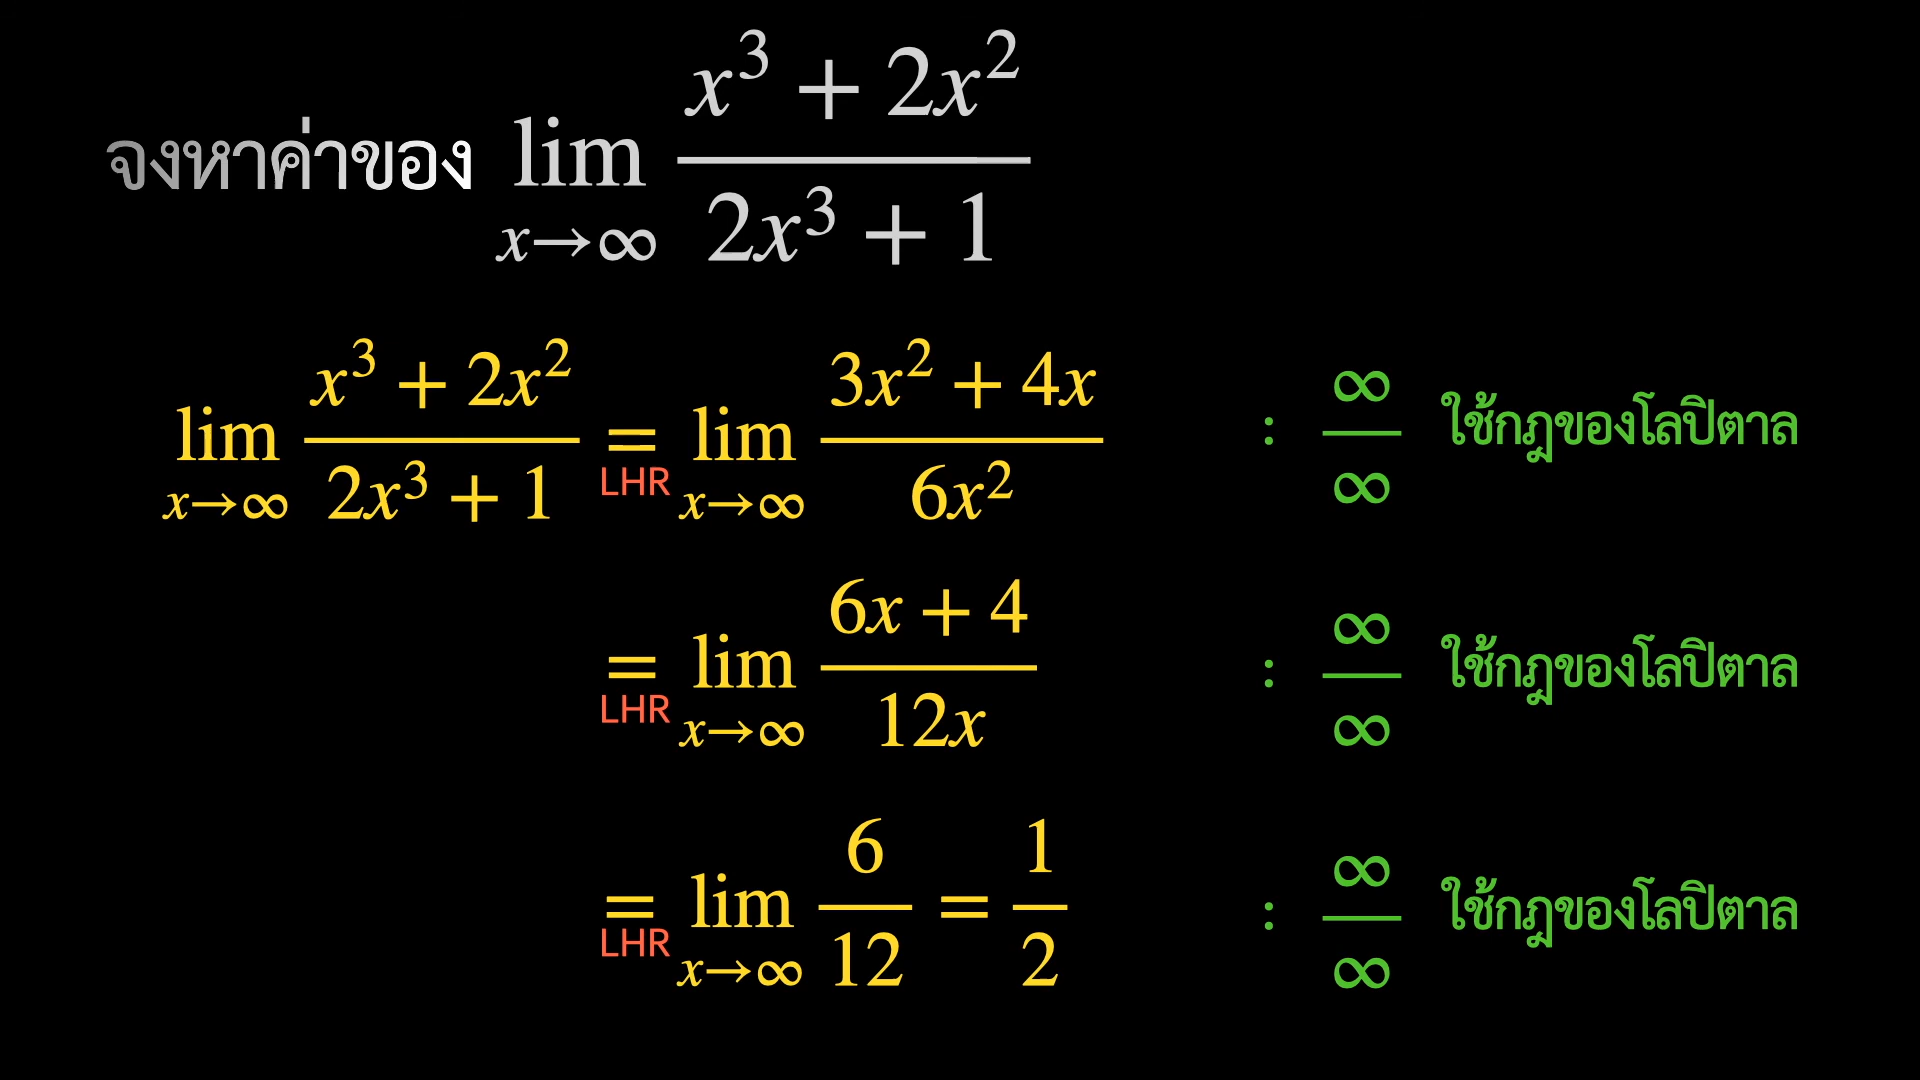 จงหาค่าของ lim x→∞ (x³ + 2x²)/(2x³ + 1)
lim x→∞ (x³ + 2x²)/(2x³ + 1) = LHR lim x→∞ (3x² + 4x)/(6x²) : ∞/∞ ใช้กฎของโลปิตาล
= LHR lim x→∞ (6x + 4)/(12x) : ∞/∞ ใช้กฎของโลปิตาล
= LHR lim x→∞ 6/12 = 1/2 : ∞/∞ ใช้กฎของโลปิตาล